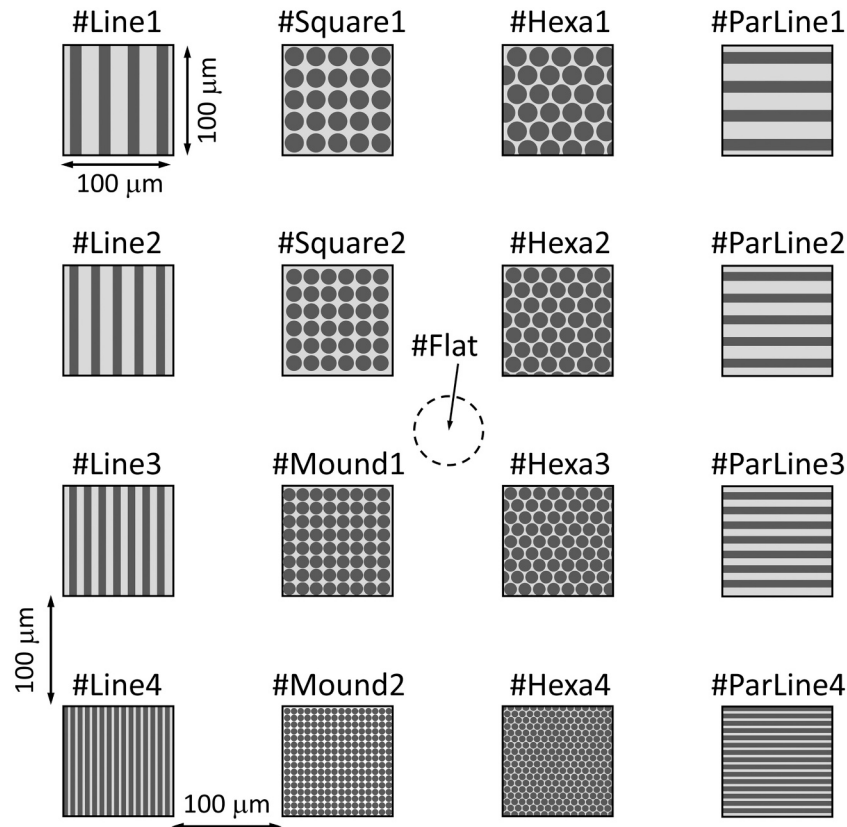 #Line1 #Square1 #Hexa1 #ParLine1
100 μm
100 μm
#Line2 #Square2 #Hexa2 #ParLine2
#Flat
#Line3 #Mound1 #Hexa3 #ParLine3
100 μm
#Line4 #Mound2 #Hexa4 #ParLine4
100 μm